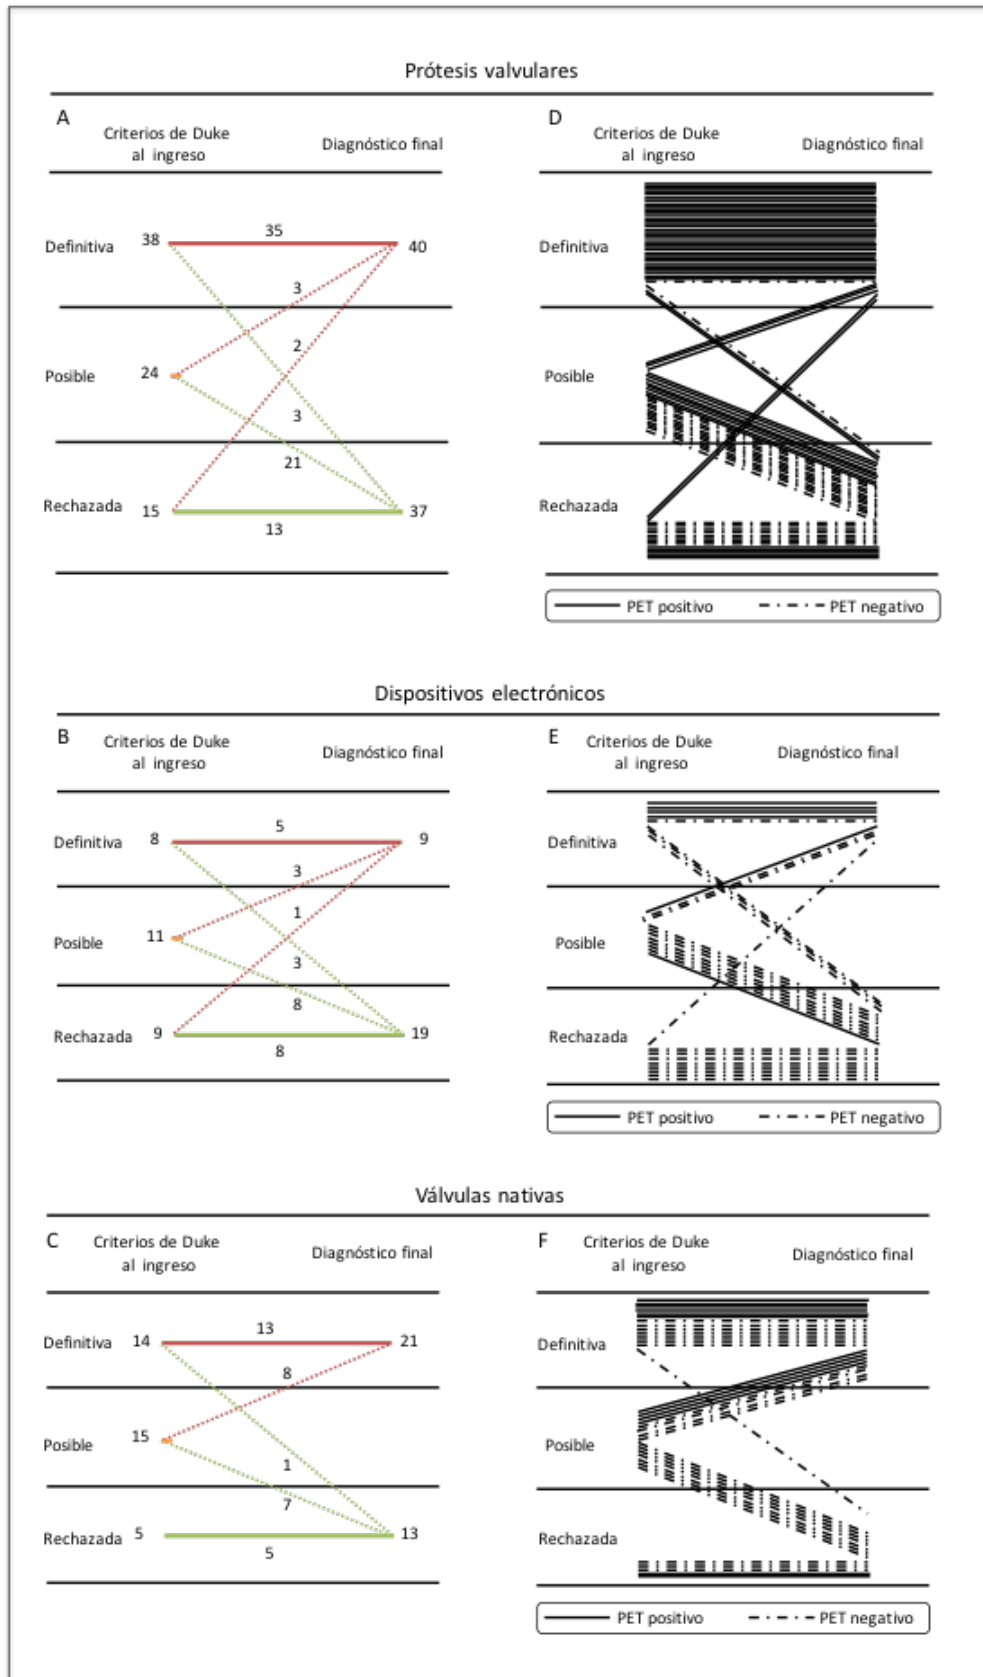 Prótesis valvulares
A
Criterios de Duke
al ingreso
Diagnóstico final
Definitiva
38
35
40
3
2
Posible
24
3
21
Rechazada
15
13
37
D
Criterios de Duke
al ingreso
Diagnóstico final
Definitiva
Posible
Rechazada
PET positivo
PET negativo
Dispositivos electrónicos
B
Criterios de Duke
al ingreso
Diagnóstico final
Definitiva
8
5
9
3
1
Posible
11
3
8
Rechazada
9
8
19
E
Criterios de Duke
al ingreso
Diagnóstico final
Definitiva
Posible
Rechazada
PET positivo
PET negativo
Válvulas nativas
C
Criterios de Duke
al ingreso
Diagnóstico final
Definitiva
14
13
21
8
Posible
15
1
7
Rechazada
5
5
13
F
Criterios de Duke
al ingreso
Diagnóstico final
Definitiva
Posible
Rechazada
PET positivo
PET negativo